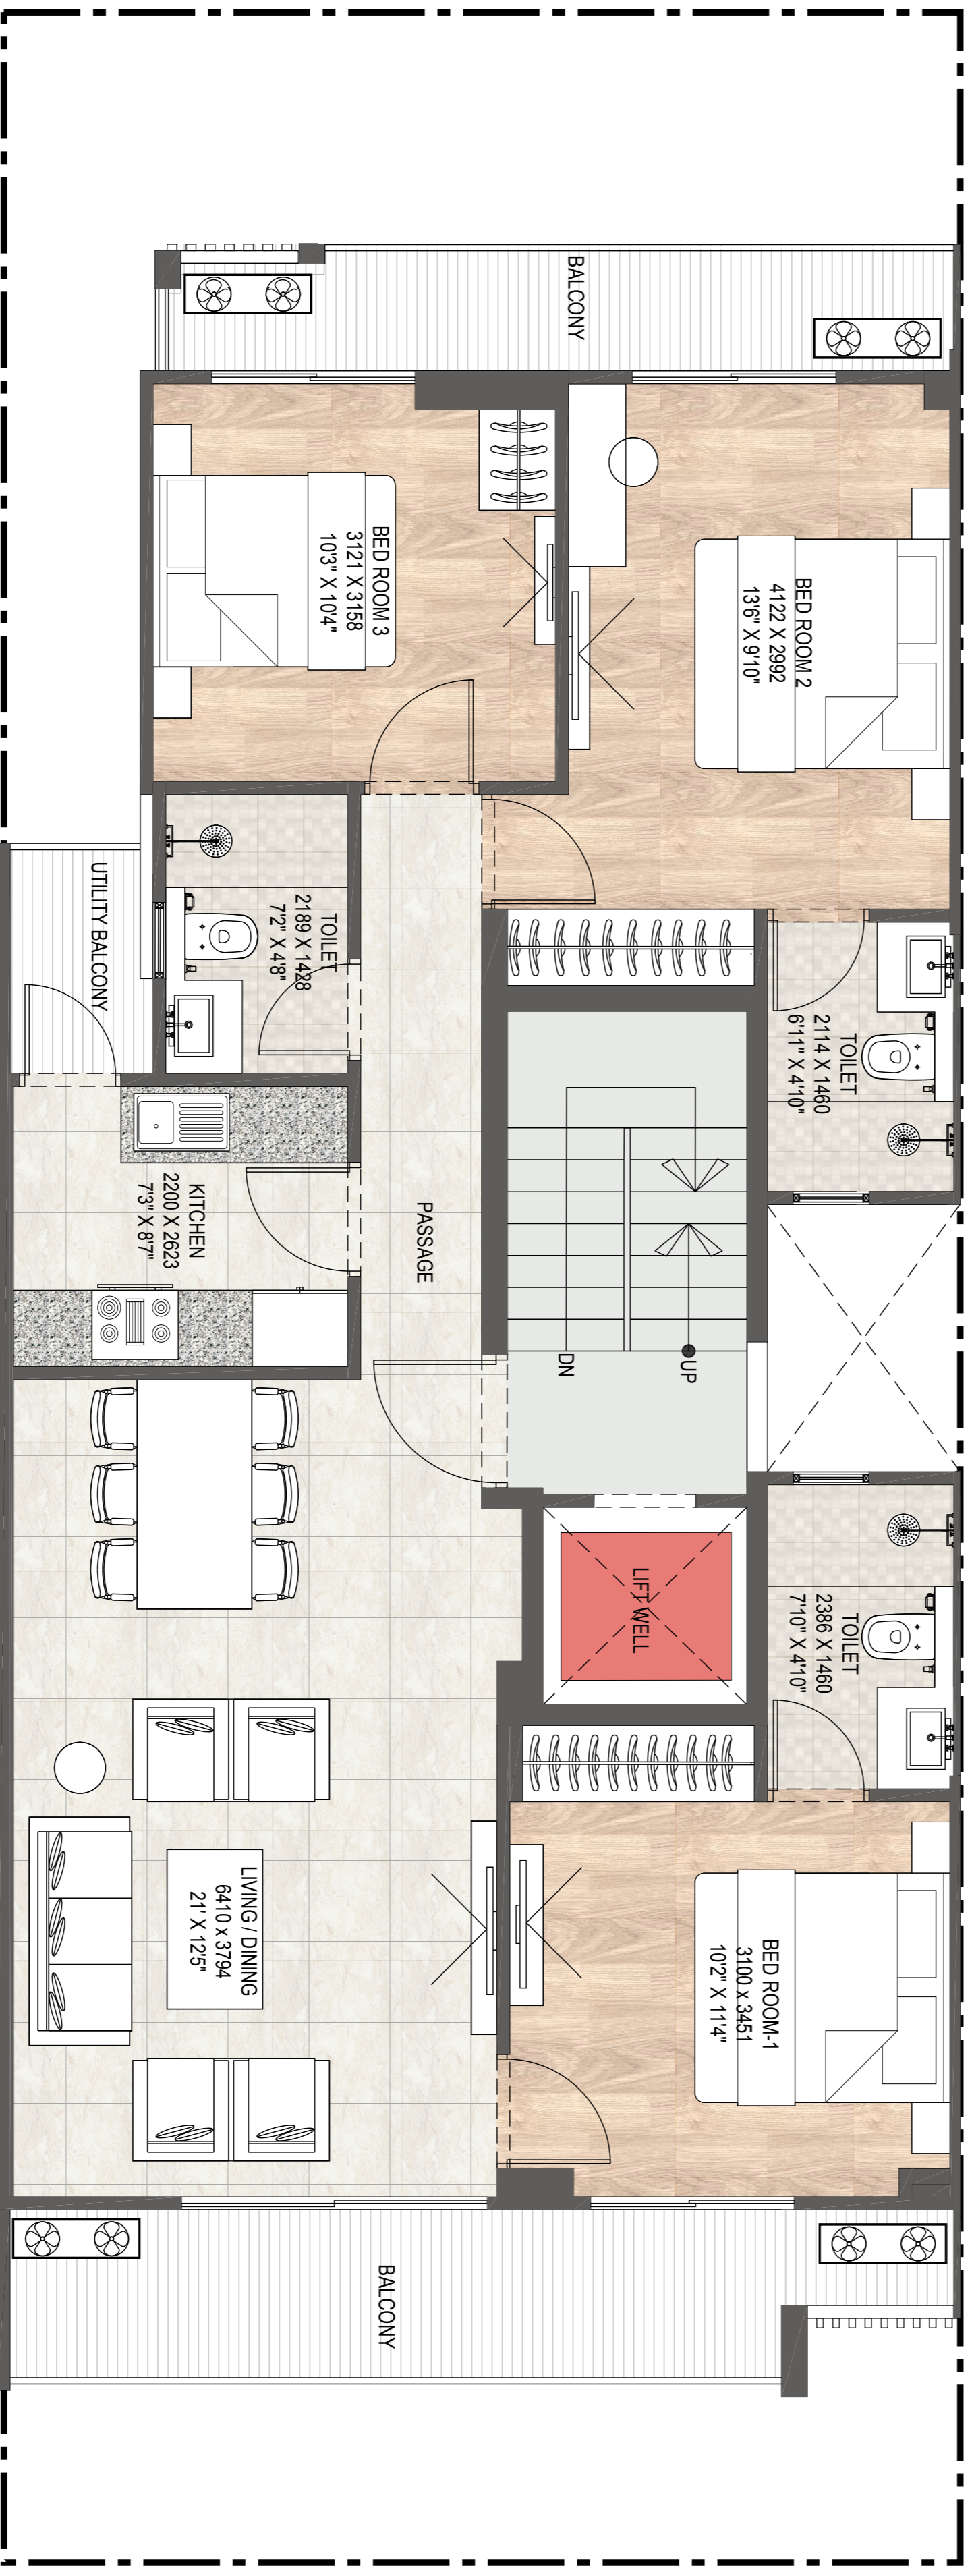 BALCONY
BED ROOM 3
3121 X 3158
10'3" X 10'4"
BED ROOM 2
4122 X 2992
13'6" X 9'10"
UTILITY BALCONY
TOILET
2189 X 1428
7'2" X 4'8"
TOILET
2114 X 1460
6'11" X 4'10"
KITCHEN
2200 X 2623
7'3" X 8'7"
PASSAGE
DN
UP
LIFT WELL
TOILET
2386 X 1460
7'10" X 4'10"
LIVING / DINING
6410 x 3794
21' X 12'5"
BED ROOM-1
3100 x 3451
10'2" X 11'4"
BALCONY